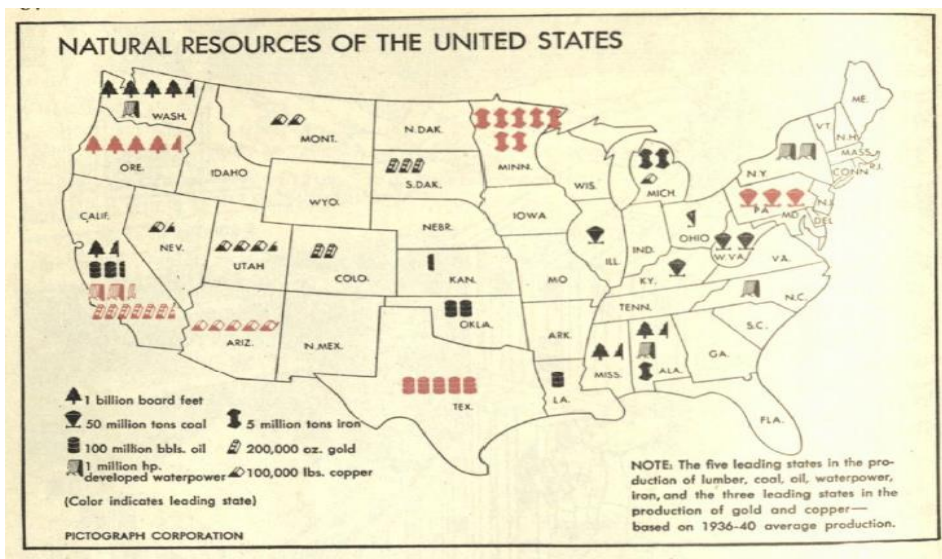 NATURAL RESOURCES OF THE UNITED STATES
WASH.
MONT.
N.DAK.
MINN.
ME.
VT.
N.H.
MASS.
R.I.
CONN.
ORE.
IDAHO
S.DAK.
WIS.
MICH.
N.Y
WYO.
CALIF.
NEV.
UTAH
COLO.
NEBR.
IOWA
ILL.
IND.
OHIO
PA
N.J.
MD.
DEL
W.VA.
VA.
KAN.
MO
KY.
ARIZ.
N.MEX.
OKLA.
ARK.
TENN.
N.C.
S.C.
MISS.
ALA.
GA.
TEX.
LA.
FLA.
1 billion board feet
50 million tons coal
5 million tons iron
100 million bbls. oil
200,000 oz. gold
1 million hp.
developed waterpower
100,000 lbs. copper
(Color indicates leading state)
PICTOGRAPH CORPORATION
NOTE: The five leading states in the pro-
duction of lumber, coal, oil, waterpower,
iron, and the three leading states in the
production of gold and copper—
based on 1936-40 average production.